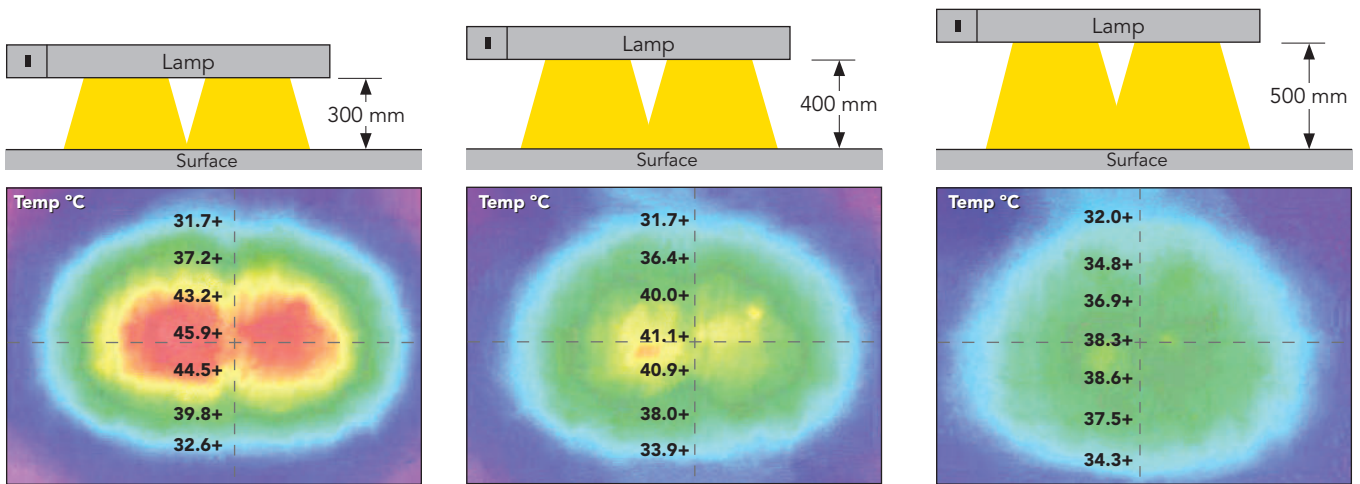 Lamp
300 mm
Surface
Temp °C
31.7+
37.2+
43.2+
45.9+
44.5+
39.8+
32.6+
Lamp
400 mm
Surface
Temp °C
31.7+
36.4+
40.0+
41.1+
40.9+
38.0+
33.9+
Lamp
500 mm
Surface
Temp °C
32.0+
34.8+
36.9+
38.3+
38.6+
37.5+
34.3+